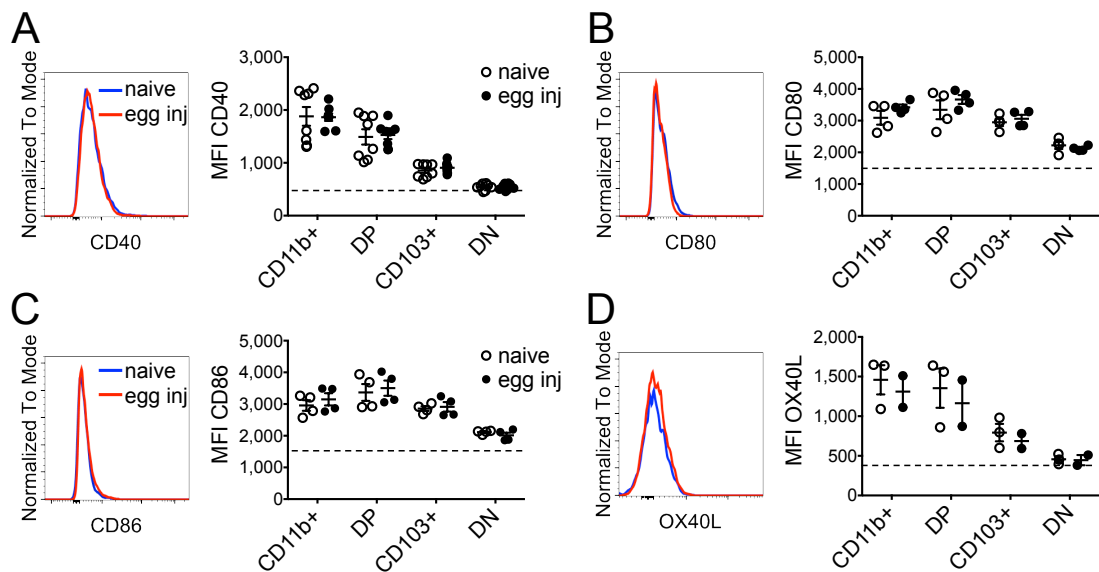 A
Normalized To Mode
naive
egg inj
CD40
MFI CD40
3,000
2,000
1,000
0
naive
egg inj
CD11b+
DP
CD103+
DN
B
Normalized To Mode
naive
egg inj
CD80
MFI CD80
5,000
4,000
3,000
2,000
1,000
0
CD11b+
DP
CD103+
DN
C
Normalized To Mode
naive
egg inj
CD86
MFI CD86
5,000
4,000
3,000
2,000
1,000
0
naive
egg inj
CD11b+
DP
CD103+
DN
D
Normalized To Mode
OX40L
MFI OX40L
2,000
1,500
1,000
500
0
CD11b+
DP
CD103+
DN